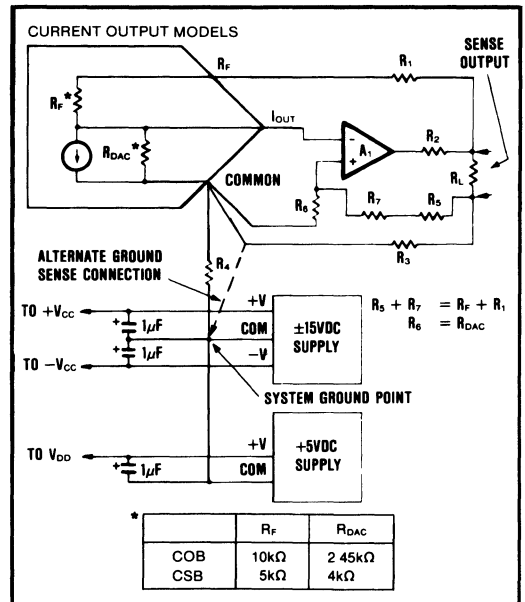 CURRENT OUTPUT MODELS
SENSE
OUTPUT
RF
R1
RF*
IOUT
RDAC*
A1
-
+
R2
RL
COMMON
R6
R7
R5
R3
R4
ALTERNATE GROUND
SENSE CONNECTION
R5 + R7 = RF + R1
R6 = RDAC
TO +VCC
+
1µF
+V
COM
-V
±15VDC
SUPPLY
+
1µF
TO -VCC
SYSTEM GROUND POINT
TO VDD
+
1µF
+V
COM
+5VDC
SUPPLY
*
RF RDAC
COB 10kΩ 2 45kΩ
CSB 5kΩ 4kΩ